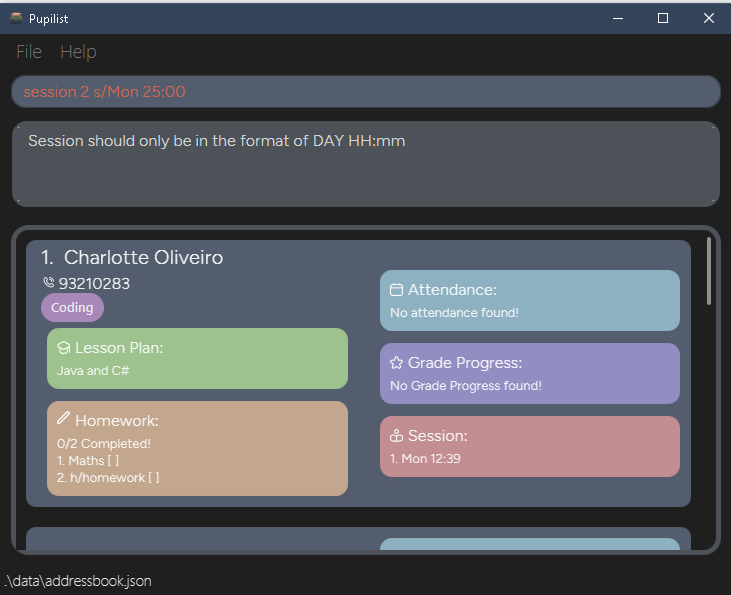 Pupilist
File Help
session 2 s/Mon 25:00
Session should only be in the format of DAY HH:mm
1. Charlotte Oliveiro
93210283
Coding
Lesson Plan:
Java and C#
Homework:
0/2 Completed!
1. Maths [ ]
2. h/homework [ ]
Attendance:
No attendance found!
Grade Progress:
No Grade Progress found!
Session:
1. Mon 12:39
.\data\addressbook.json